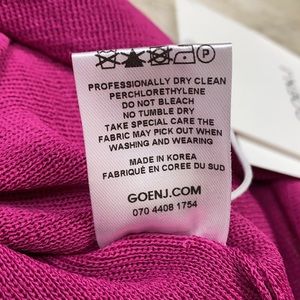 PROFESSIONALLY DRY CLEAN
PERCHLORETHYLENE
DO NOT BLEACH
NO TUMBLE DRY
TAKE SPECIAL CARE THE
FABRIC MAY PICK OUT WHEN
WASHING AND WEARING
MADE IN KOREA
FABRIQUÉ EN CORÉE DU SUD
GOENJ.COM
070 4408 1754